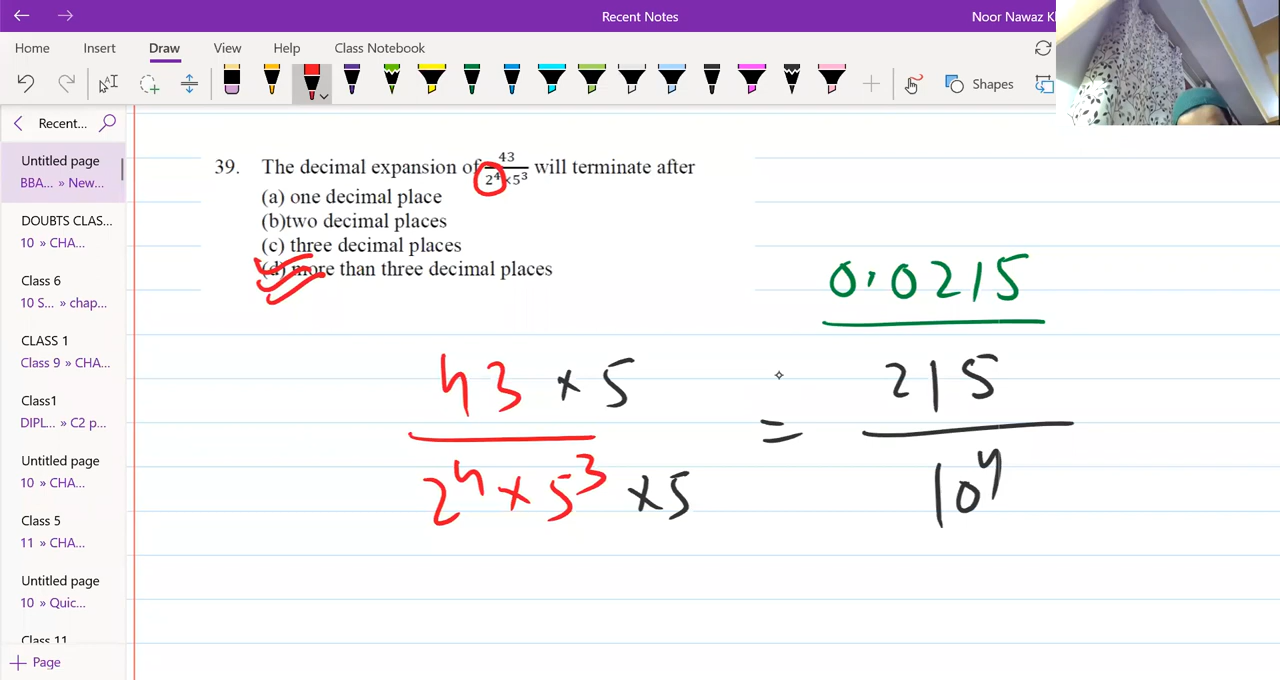 Recent Notes
Noor Nawaz Kh
Home Insert Draw View Help Class Notebook
Shapes
Recent...
Untitled page
BBA... » New...
DOUBTS CLAS...
10 » CHA...
Class 6
10 S... » chap...
CLASS 1
Class 9 » CHA...
Class1
DIPL... » C2 p...
Untitled page
10 » CHA...
Class 5
11 » CHA...
Untitled page
10 » Quic...
Class 11
Page
39. The decimal expansion of 43/2⁴×5³ will terminate after
(a) one decimal place
(b)two decimal places
(c) three decimal places
(d) more than three decimal places
0.0215
43 × 5 = 215
2⁴ × 5³ × 5 10⁴